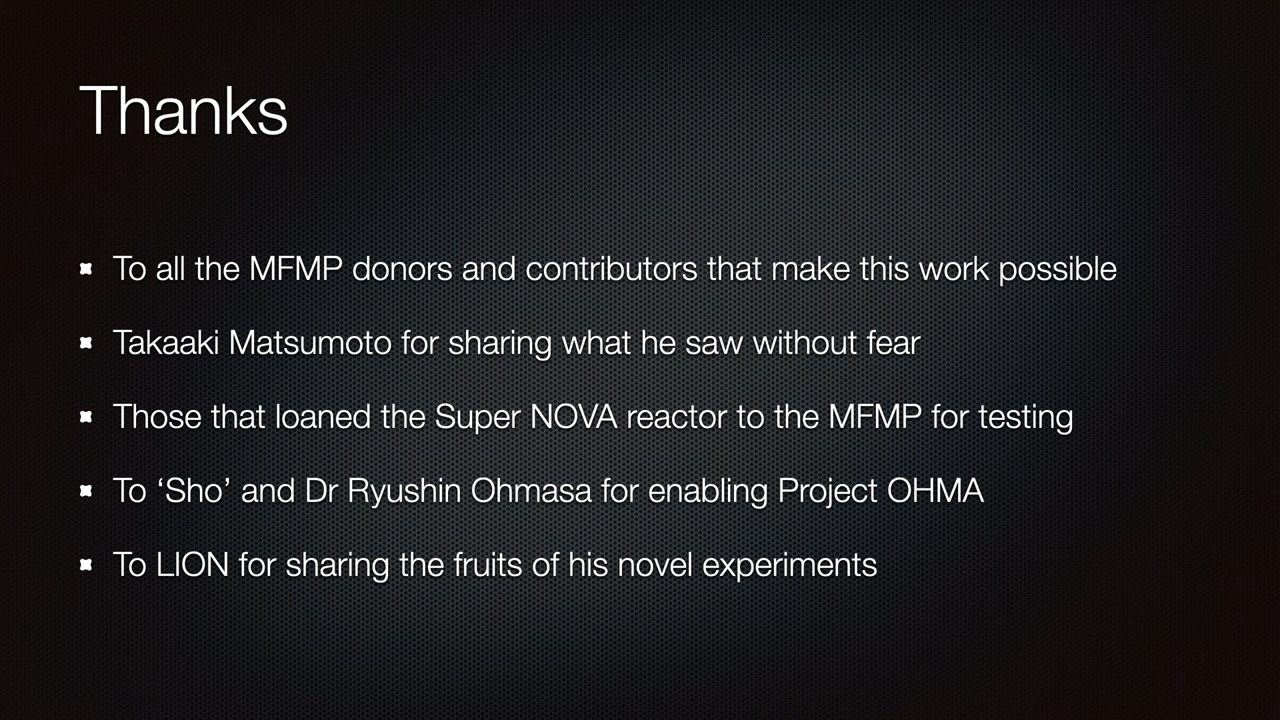 Thanks
To all the MFMP donors and contributors that make this work possible
Takaaki Matsumoto for sharing what he saw without fear
Those that loaned the Super NOVA reactor to the MFMP for testing
To ‘Sho’ and Dr Ryushin Ohmasa for enabling Project OHMA
To LION for sharing the fruits of his novel experiments